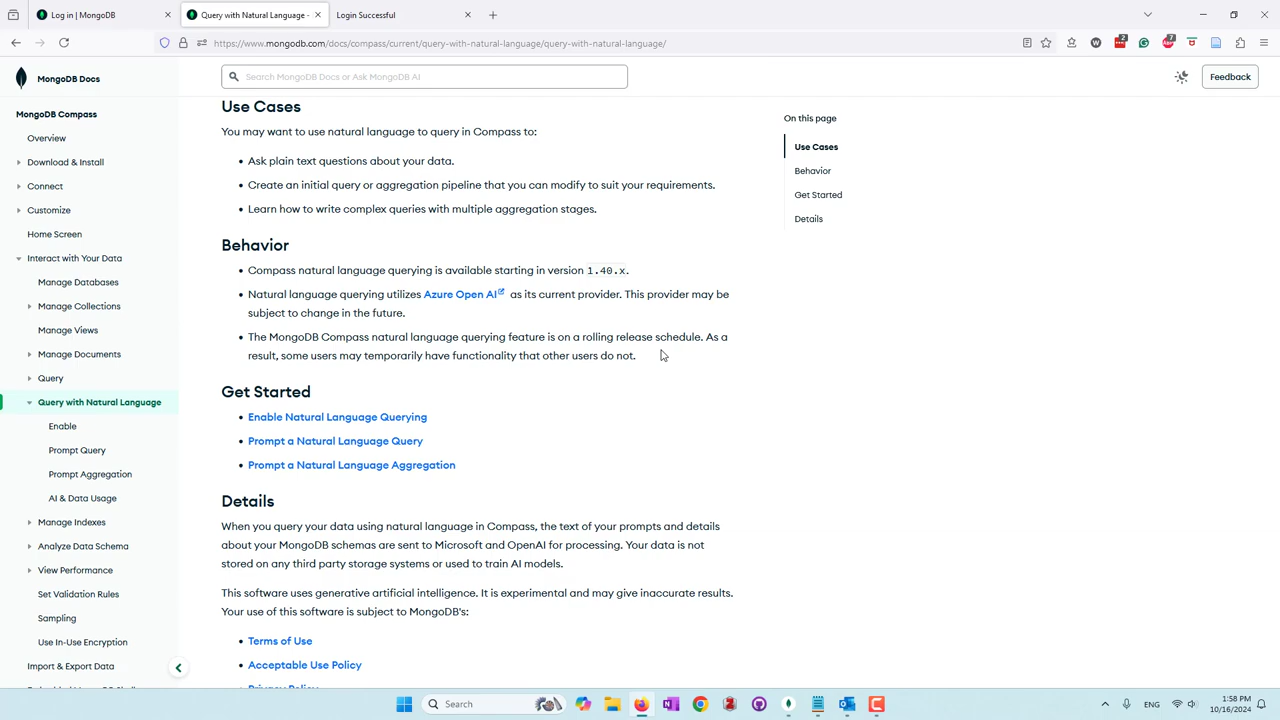 Log in | MongoDB
Query with Natural Language -
Login Successful
https://www.mongodb.com/docs/compass/current/query-with-natural-language/query-with-natural-language/
2
7
MongoDB Docs
Search MongoDB Docs or Ask MongoDB AI
Feedback
MongoDB Compass
Overview
Download & Install
Connect
Customize
Home Screen
Interact with Your Data
Manage Databases
Manage Collections
Manage Views
Manage Documents
Query
Query with Natural Language
Enable
Prompt Query
Prompt Aggregation
AI & Data Usage
Manage Indexes
Analyze Data Schema
View Performance
Set Validation Rules
Sampling
Use In-Use Encryption
Import & Export Data
Use Cases
You may want to use natural language to query in Compass to:
• Ask plain text questions about your data.
• Create an initial query or aggregation pipeline that you can modify to suit your requirements.
• Learn how to write complex queries with multiple aggregation stages.
Behavior
• Compass natural language querying is available starting in version 1.40.x.
• Natural language querying utilizes Azure Open AI as its current provider. This provider may be
subject to change in the future.
• The MongoDB Compass natural language querying feature is on a rolling release schedule. As a
result, some users may temporarily have functionality that other users do not.
Get Started
• Enable Natural Language Querying
• Prompt a Natural Language Query
• Prompt a Natural Language Aggregation
Details
When you query your data using natural language in Compass, the text of your prompts and details
about your MongoDB schemas are sent to Microsoft and OpenAI for processing. Your data is not
stored on any third party storage systems or used to train AI models.
This software uses generative artificial intelligence. It is experimental and may give inaccurate results.
Your use of this software is subject to MongoDB's:
• Terms of Use
• Acceptable Use Policy
On this page
Use Cases
Behavior
Get Started
Details
Search
ENG
1:58 PM
10/16/2024